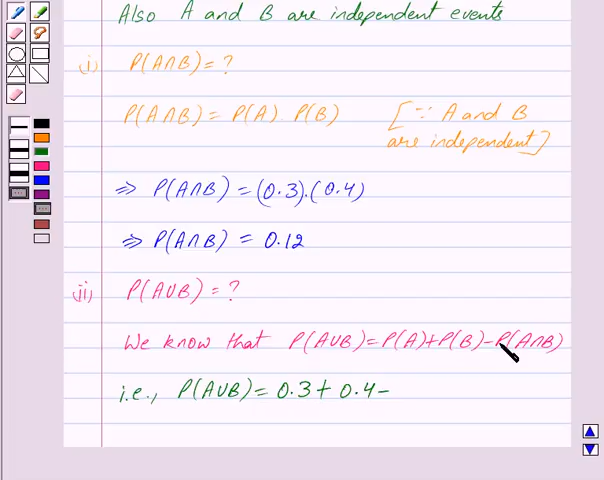 Also A and B are independent events
(i) P(A∩B) = ?
P(A∩B) = P(A) . P(B) [∵ A and B
are independent]
⇒ P(A∩B) = (0.3).(0.4)
⇒ P(A∩B) = 0.12
(ii) P(A∪B) = ?
We know that P(A∪B) = P(A)+P(B)-P(A∩B)
i.e., P(A∪B) = 0.3 + 0.4 -